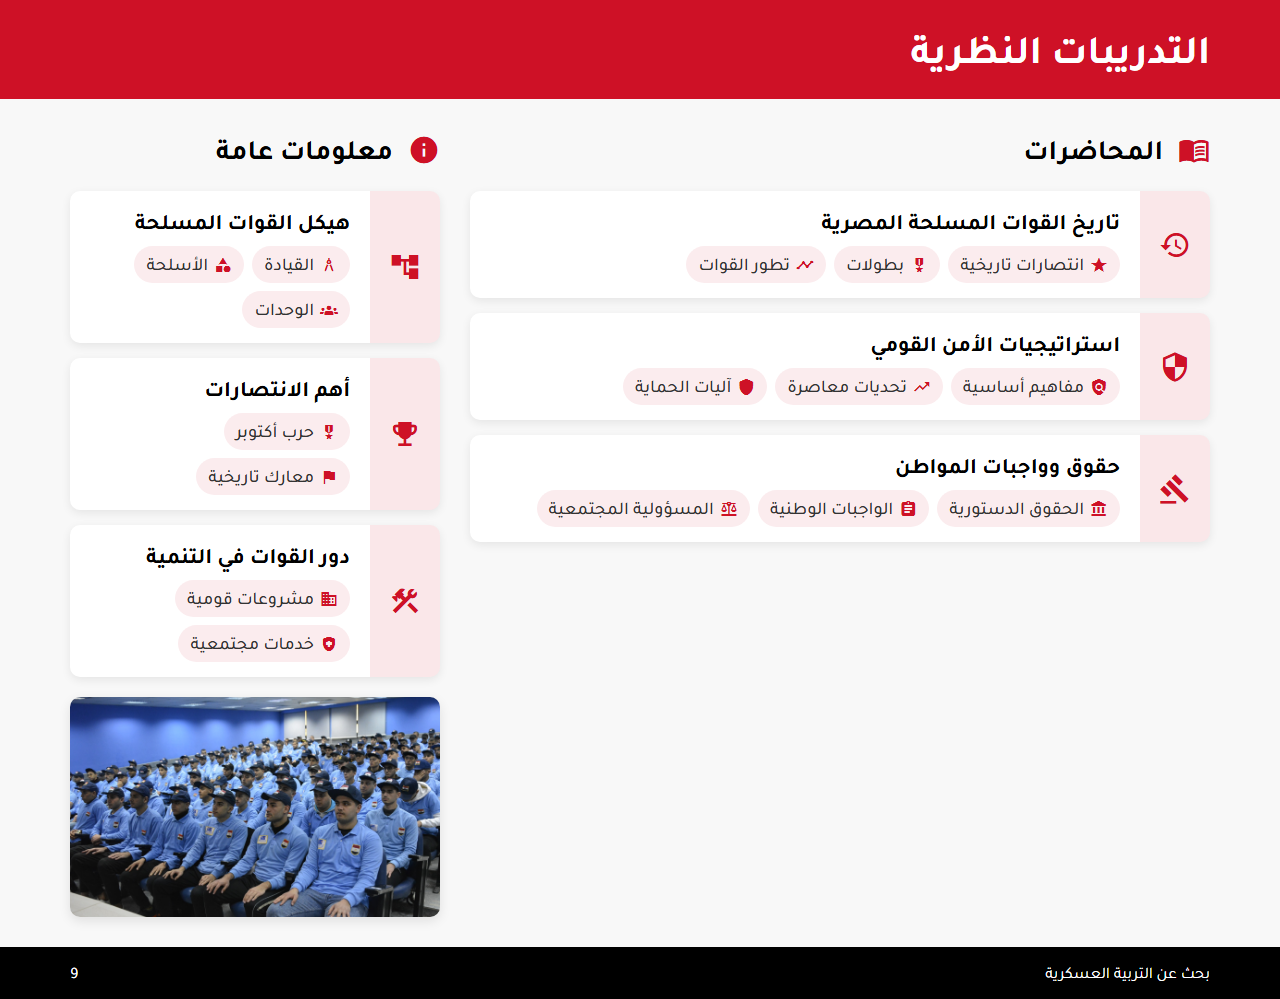 التدريبات النظرية
المحاضرات
تاريخ القوات المسلحة المصرية
انتصارات تاريخية
بطولات
تطور القوات
استراتيجيات الأمن القومي
مفاهيم أساسية
تحديات معاصرة
آليات الحماية
حقوق وواجبات المواطن
الحقوق الدستورية
الواجبات الوطنية
المسؤولية المجتمعية
معلومات عامة
هيكل القوات المسلحة
القيادة
الأسلحة
الوحدات
أهم الانتصارات
حرب أكتوبر
معارك تاريخية
دور القوات في التنمية
مشروعات قومية
خدمات مجتمعية
بحث عن التربية العسكرية
9